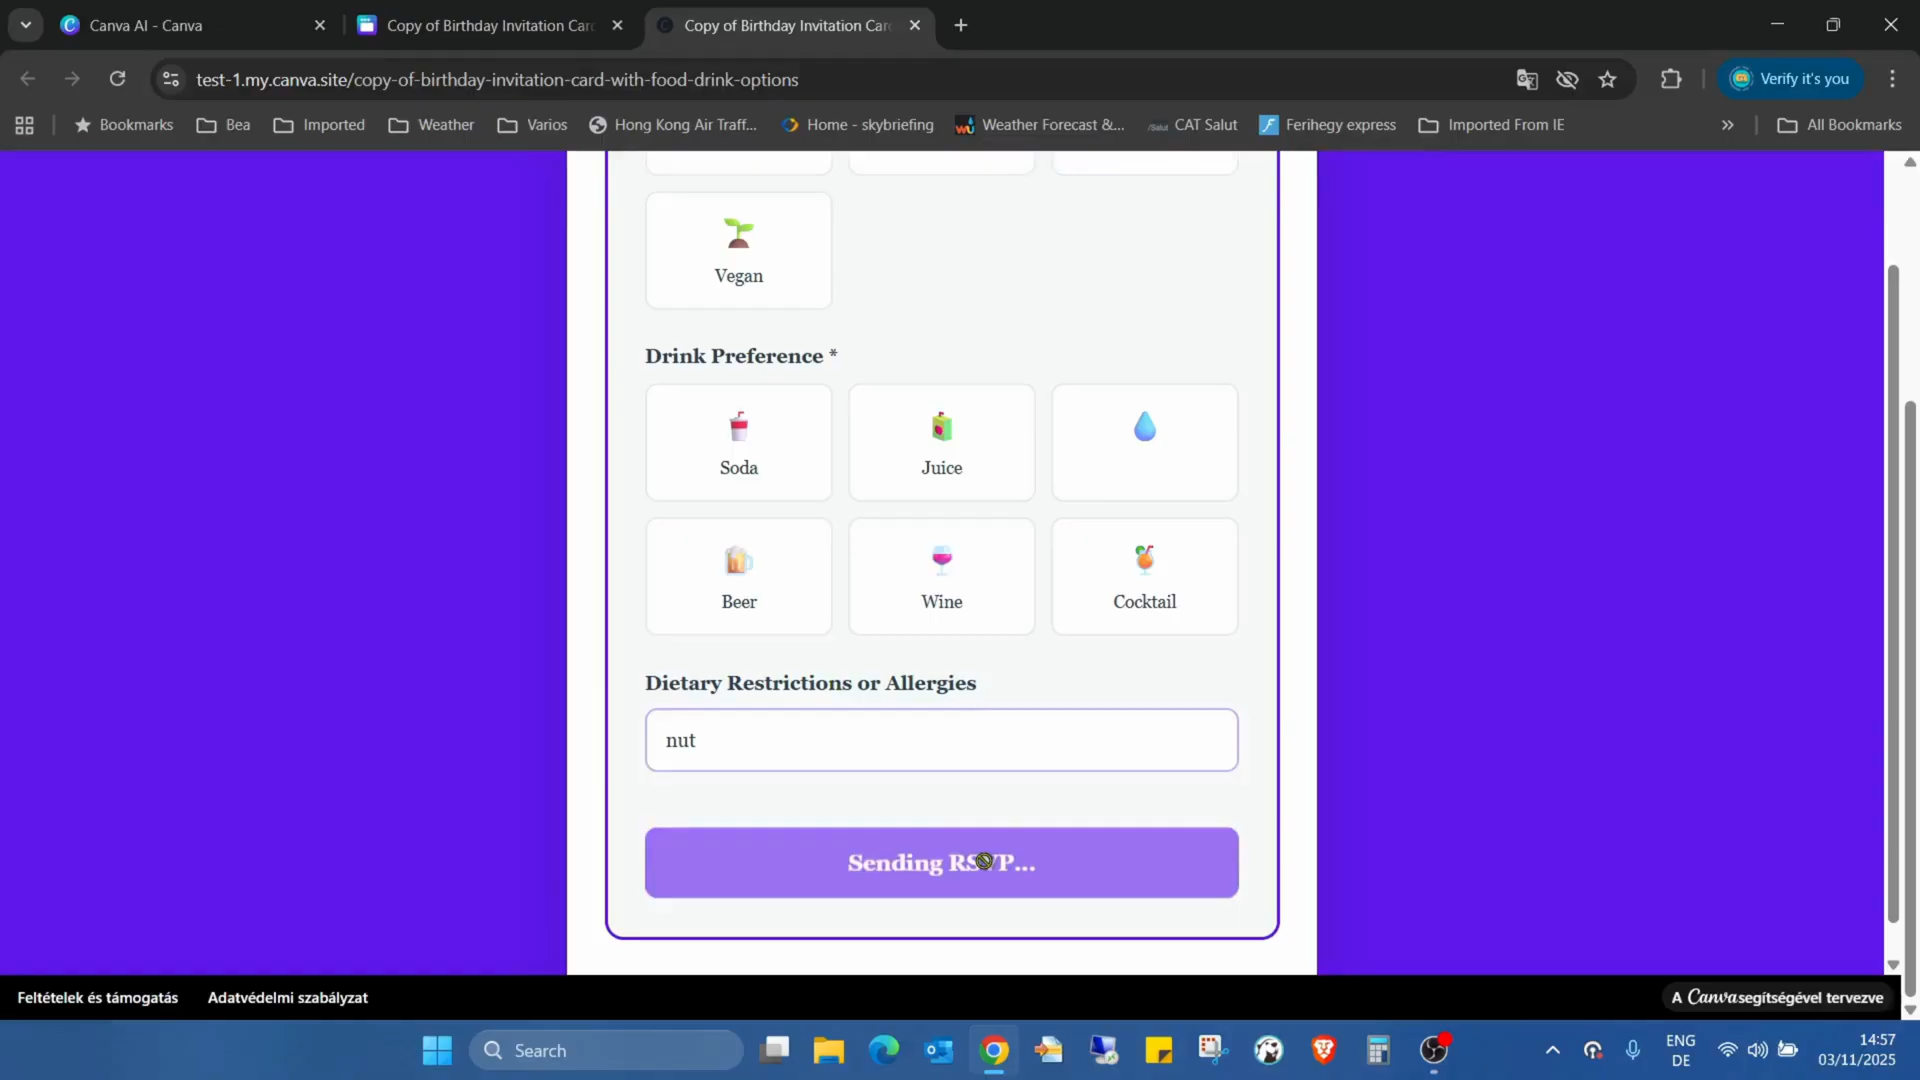 Canva AI - Canva
Copy of Birthday Invitation Car
Copy of Birthday Invitation Car
test-1.my.canva.site/copy-of-birthday-invitation-card-with-food-drink-options
Verify it's you
Bookmarks
Bea
Imported
Weather
Varios
Hong Kong Air Traff...
Home - skybriefing
Weather Forecast &...
CAT Salut
Ferihegy express
Imported From IE
All Bookmarks
Vegan
Drink Preference *
Soda
Juice
Beer
Wine
Cocktail
Dietary Restrictions or Allergies
nut
Sending RSVP...
Feltételek és támogatás
Adatvédelmi szabályzat
A Canva segítségével tervezve
Search
ENG
DE
14:57
03/11/2025